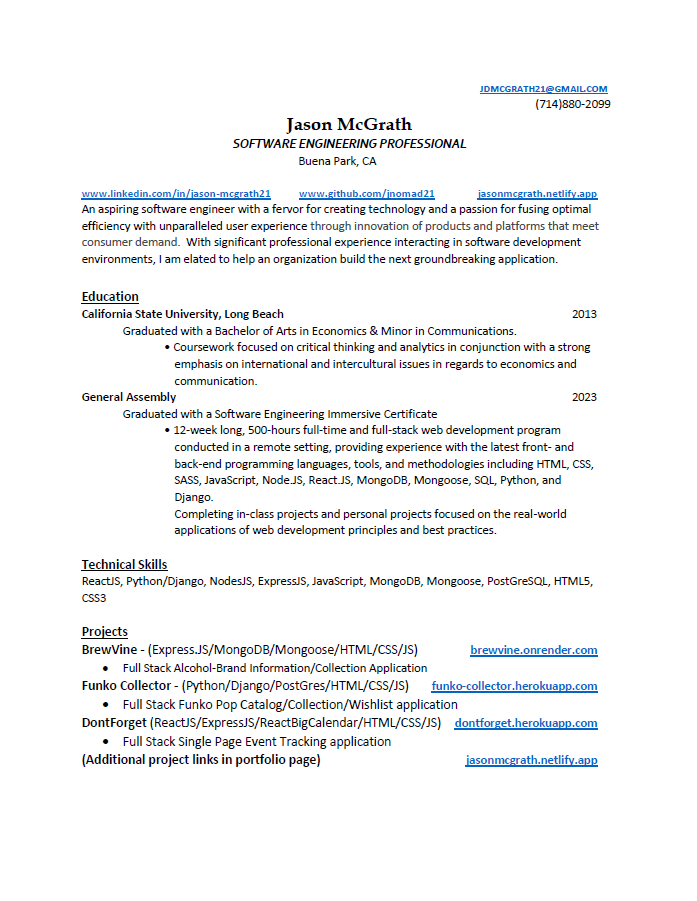 JDMCGRATH21@GMAIL.COM
(714)880-2099
Jason McGrath
SOFTWARE ENGINEERING PROFESSIONAL
Buena Park, CA
www.linkedin.com/in/jason-mcgrath21 www.github.com/jnomad21 jasonmcgrath.netlify.app
An aspiring software engineer with a fervor for creating technology and a passion for fusing optimal
efficiency with unparalleled user experience through innovation of products and platforms that meet
consumer demand. With significant professional experience interacting in software development
environments, I am elated to help an organization build the next groundbreaking application.
Education
California State University, Long Beach 2013
Graduated with a Bachelor of Arts in Economics & Minor in Communications.
• Coursework focused on critical thinking and analytics in conjunction with a strong
emphasis on international and intercultural issues in regards to economics and
communication.
General Assembly 2023
Graduated with a Software Engineering Immersive Certificate
• 12-week long, 500-hours full-time and full-stack web development program
conducted in a remote setting, providing experience with the latest front- and
back-end programming languages, tools, and methodologies including HTML, CSS,
SASS, JavaScript, Node.JS, React.JS, MongoDB, Mongoose, SQL, Python, and
Django.
Completing in-class projects and personal projects focused on the real-world
applications of web development principles and best practices.
Technical Skills
ReactJS, Python/Django, NodesJS, ExpressJS, JavaScript, MongoDB, Mongoose, PostGreSQL, HTML5,
CSS3
Projects
BrewVine - (Express.JS/MongoDB/Mongoose/HTML/CSS/JS) brewvine.onrender.com
• Full Stack Alcohol-Brand Information/Collection Application
Funko Collector - (Python/Django/PostGres/HTML/CSS/JS) funko-collector.herokuapp.com
• Full Stack Funko Pop Catalog/Collection/Wishlist application
DontForget (ReactJS/ExpressJS/ReactBigCalendar/HTML/CSS/JS) dontforget.herokuapp.com
• Full Stack Single Page Event Tracking application
(Additional project links in portfolio page) jasonmcgrath.netlify.app